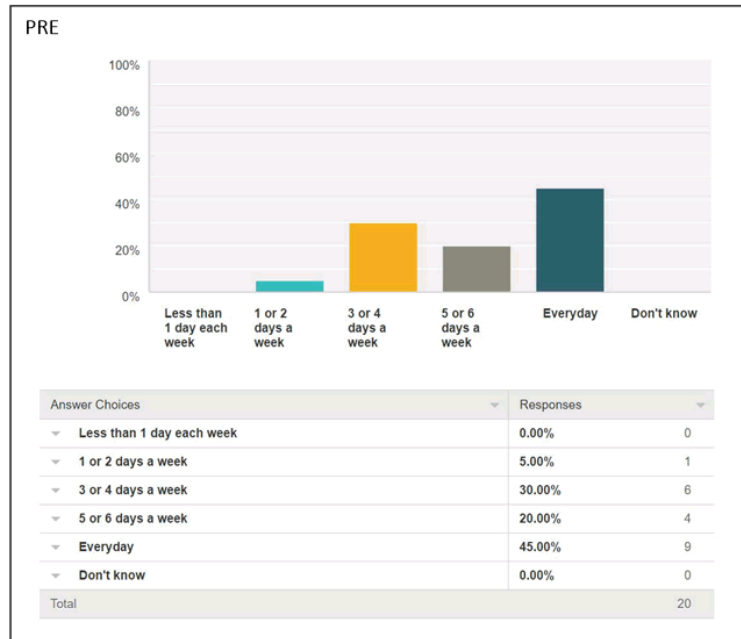 PRE
100%
80%
60%
40%
20%
0%
Less than
1 day each
week
1 or 2
days a
week
3 or 4
days a
week
5 or 6
days a
week
Everyday
Don't know
Answer Choices Responses
Less than 1 day each week 0.00% 0
1 or 2 days a week 5.00% 1
3 or 4 days a week 30.00% 6
5 or 6 days a week 20.00% 4
Everyday 45.00% 9
Don't know 0.00% 0
Total 20